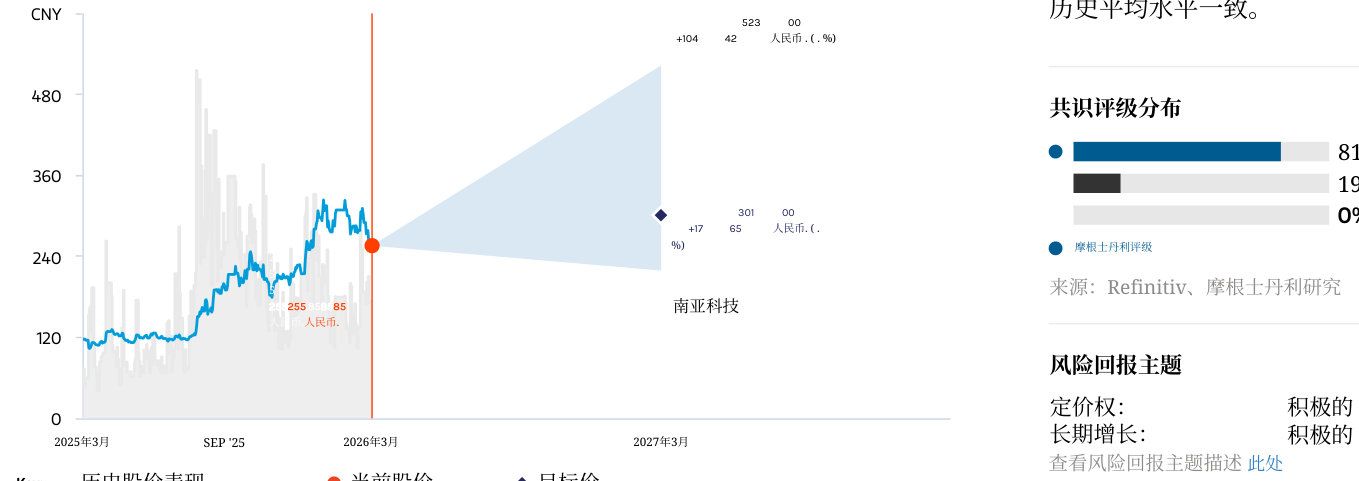 CNY
480
360
240
120
0
2025年3月
SEP '25
2026年3月
2027年3月
523 00
+104 42 人民币 . ( . %)
301 00
+17 65 人民币. ( .
%)
255 85
人民币.
南亚科技
历史股价表现
当前股价
目标价
历史平均水平一致。
共识评级分布
81
19
0%
摩根士丹利评级
来源：Refinitiv、摩根士丹利研究
风险回报主题
定价权： 积极的
长期增长： 积极的
查看风险回报主题描述 此处